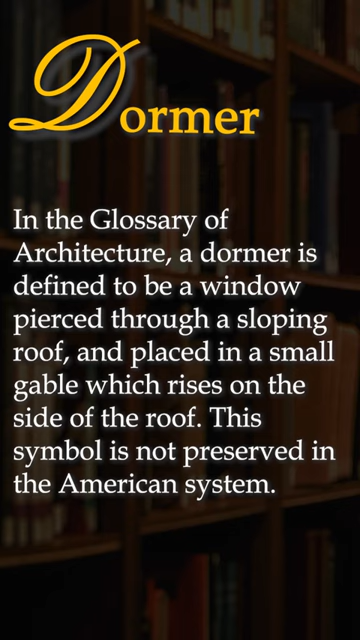 Dormer
In the Glossary of
Architecture, a dormer is
defined to be a window
pierced through a sloping
roof, and placed in a small
gable which rises on the
side of the roof. This
symbol is not preserved in
the American system.